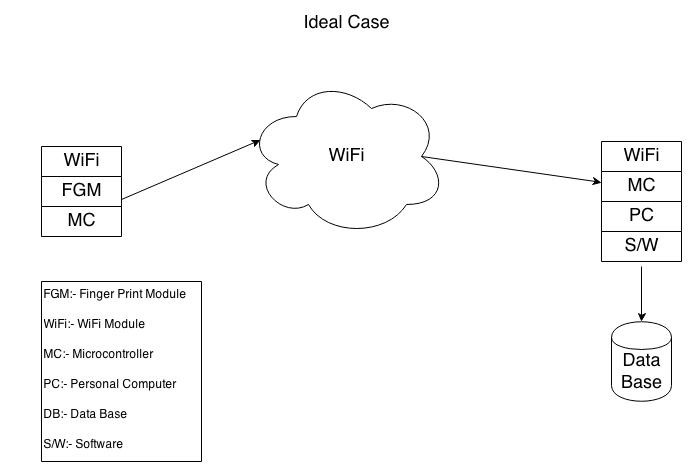 Ideal Case
WiFi
FGM
MC
WiFi
WiFi
MC
PC
S/W
Data
Base
FGM:- Finger Print Module
WiFi:- WiFi Module
MC:- Microcontroller
PC:- Personal Computer
DB:- Data Base
S/W:- Software